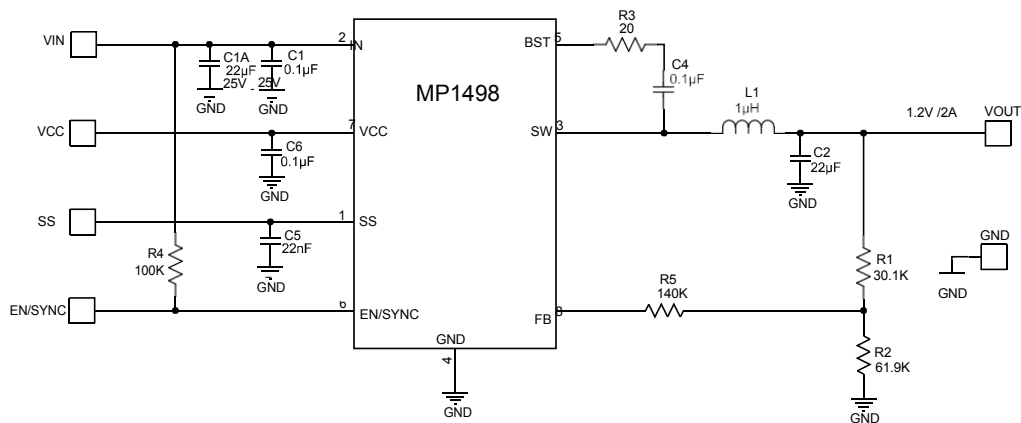 R3
20
VIN
2
IN
C1A
22µF
25V
C1
0.1µF
25V
GND
GND
BST
5
C4
0.1µF
MP1498
L1
1µH
1.2V /2A
VOUT
VCC
7
VCC
C6
0.1µF
GND
SW
3
C2
22µF
GND
SS
1
SS
C5
22nF
GND
R4
100K
GND
GND
R1
30.1K
R5
140K
EN/SYNC
6
EN/SYNC
FB
8
GND
4
GND
R2
61.9K
GND